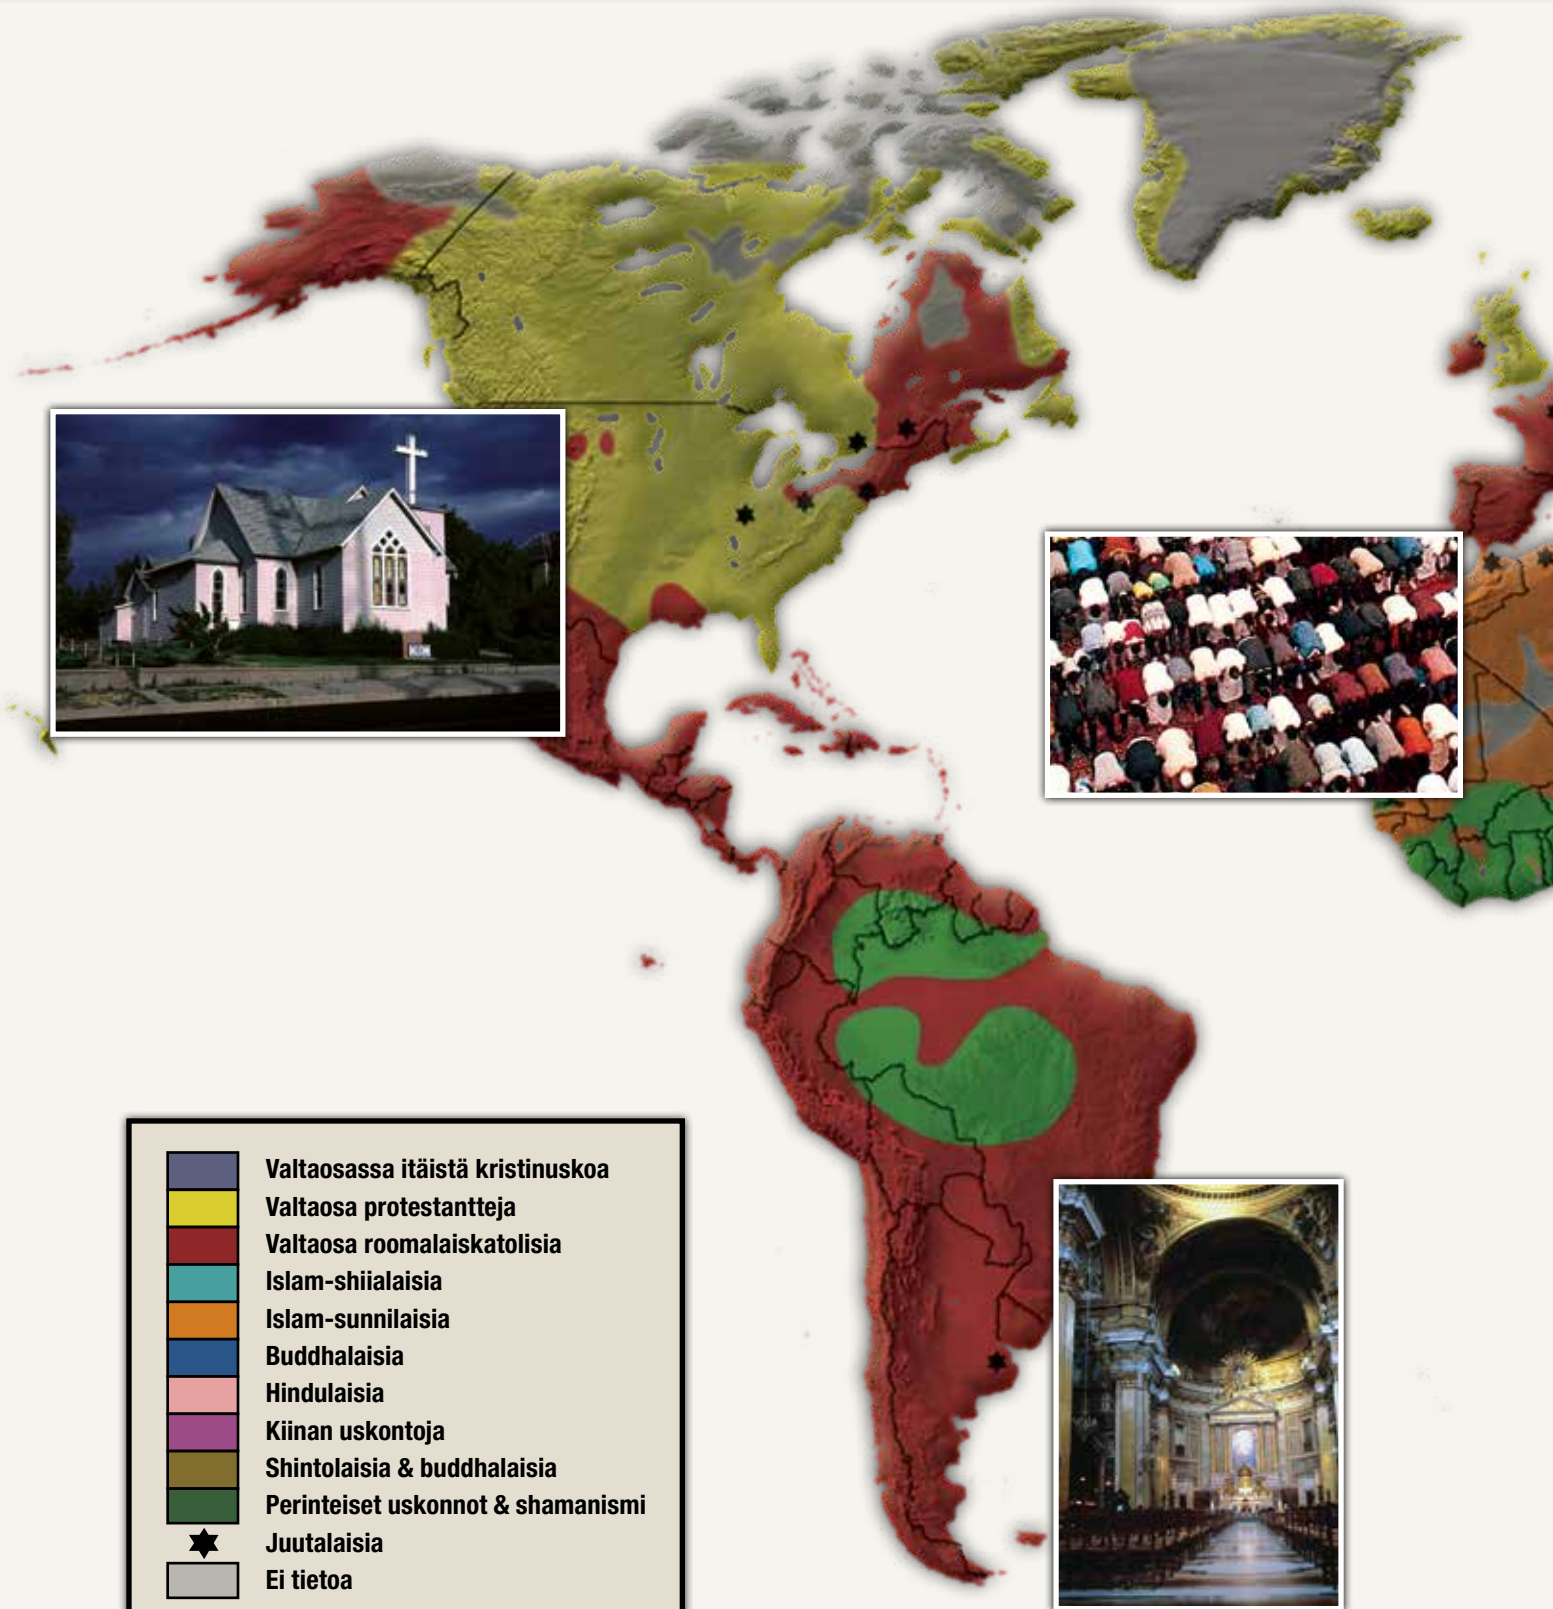 Valtaosassa itäistä kristinuskoa
Valtaosa protestantteja
Valtaosa roomalaiskatolisia
Islam-shiialaisia
Islam-sunnilaisia
Buddhalaisia
Hindulaisia
Kiinan uskontoja
Shintolaisia & buddhalaisia
Perinteiset uskonnot & shamanismi
Juutalaisia
Ei tietoa